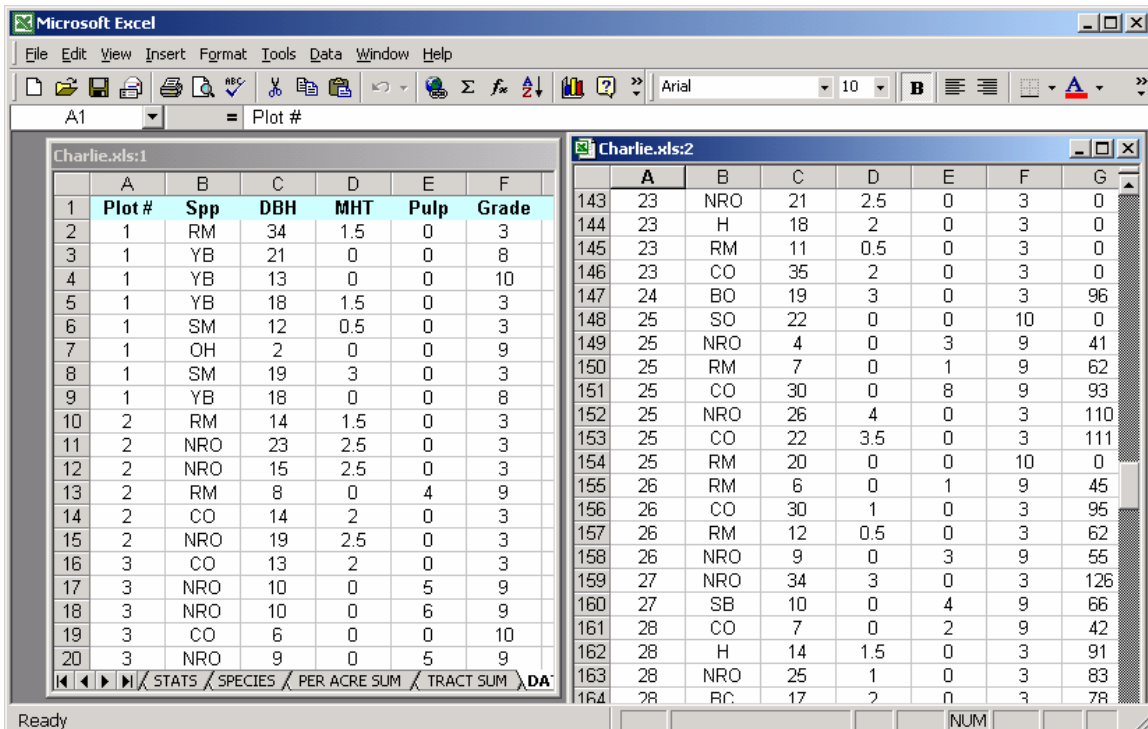 Microsoft Excel
File Edit View Insert Format Tools Data Window Help
Arial 10 B
A1 = Plot #
Charlie.xls:1
A B C D E F
1 Plot # Spp DBH MHT Pulp Grade
2 1 RM 34 1.5 0 3
3 1 YB 21 0 0 8
4 1 YB 13 0 0 10
5 1 YB 18 1.5 0 3
6 1 SM 12 0.5 0 3
7 1 OH 2 0 0 9
8 1 SM 19 3 0 3
9 1 YB 18 0 0 8
10 2 RM 14 1.5 0 3
11 2 NRO 23 2.5 0 3
12 2 NRO 15 2.5 0 3
13 2 RM 8 0 4 9
14 2 CO 14 2 0 3
15 2 NRO 19 2.5 0 3
16 3 CO 13 2 0 3
17 3 NRO 10 0 5 9
18 3 NRO 10 0 6 9
19 3 CO 6 0 0 10
20 3 NRO 9 0 5 9
STATS SPECIES PER ACRE SUM TRACT SUM DA
Charlie.xls:2
A B C D E F G
143 23 NRO 21 2.5 0 3 0
144 23 H 18 2 0 3 0
145 23 RM 11 0.5 0 3 0
146 23 CO 35 2 0 3 0
147 24 BO 19 3 0 3 96
148 25 SO 22 0 0 10 0
149 25 NRO 4 0 3 9 41
150 25 RM 7 0 1 9 62
151 25 CO 30 0 8 9 93
152 25 NRO 26 4 0 3 110
153 25 CO 22 3.5 0 3 111
154 25 RM 20 0 0 10 0
155 26 RM 6 0 1 9 45
156 26 CO 30 1 0 3 95
157 26 RM 12 0.5 0 3 62
158 26 NRO 9 0 3 9 55
159 27 NRO 34 3 0 3 126
160 27 SB 10 0 4 9 66
161 28 CO 7 0 2 9 42
162 28 H 14 1.5 0 3 91
163 28 NRO 25 1 0 3 83
164 28 BC 17 2 0 3 78
Ready NUM